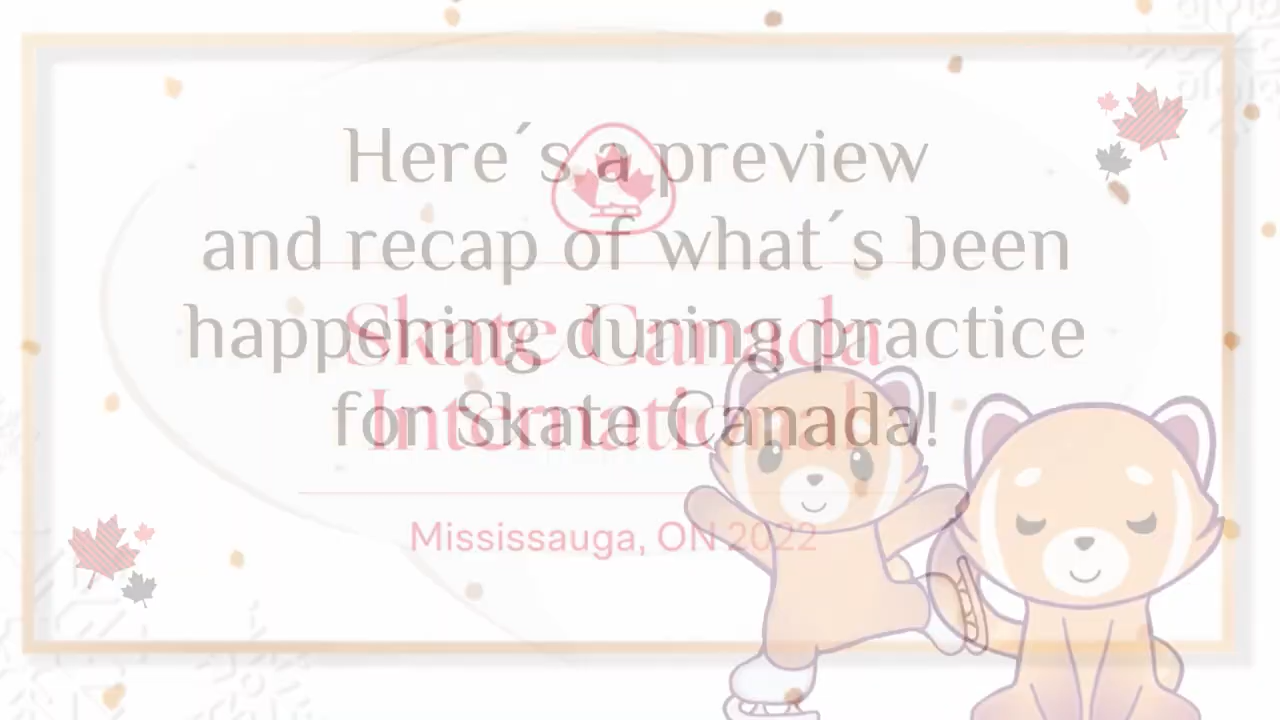 Here´s a preview
and recap of what´s been
happening during practice
for Skate Canada!
Skate Canada
International
Mississauga, ON 2022